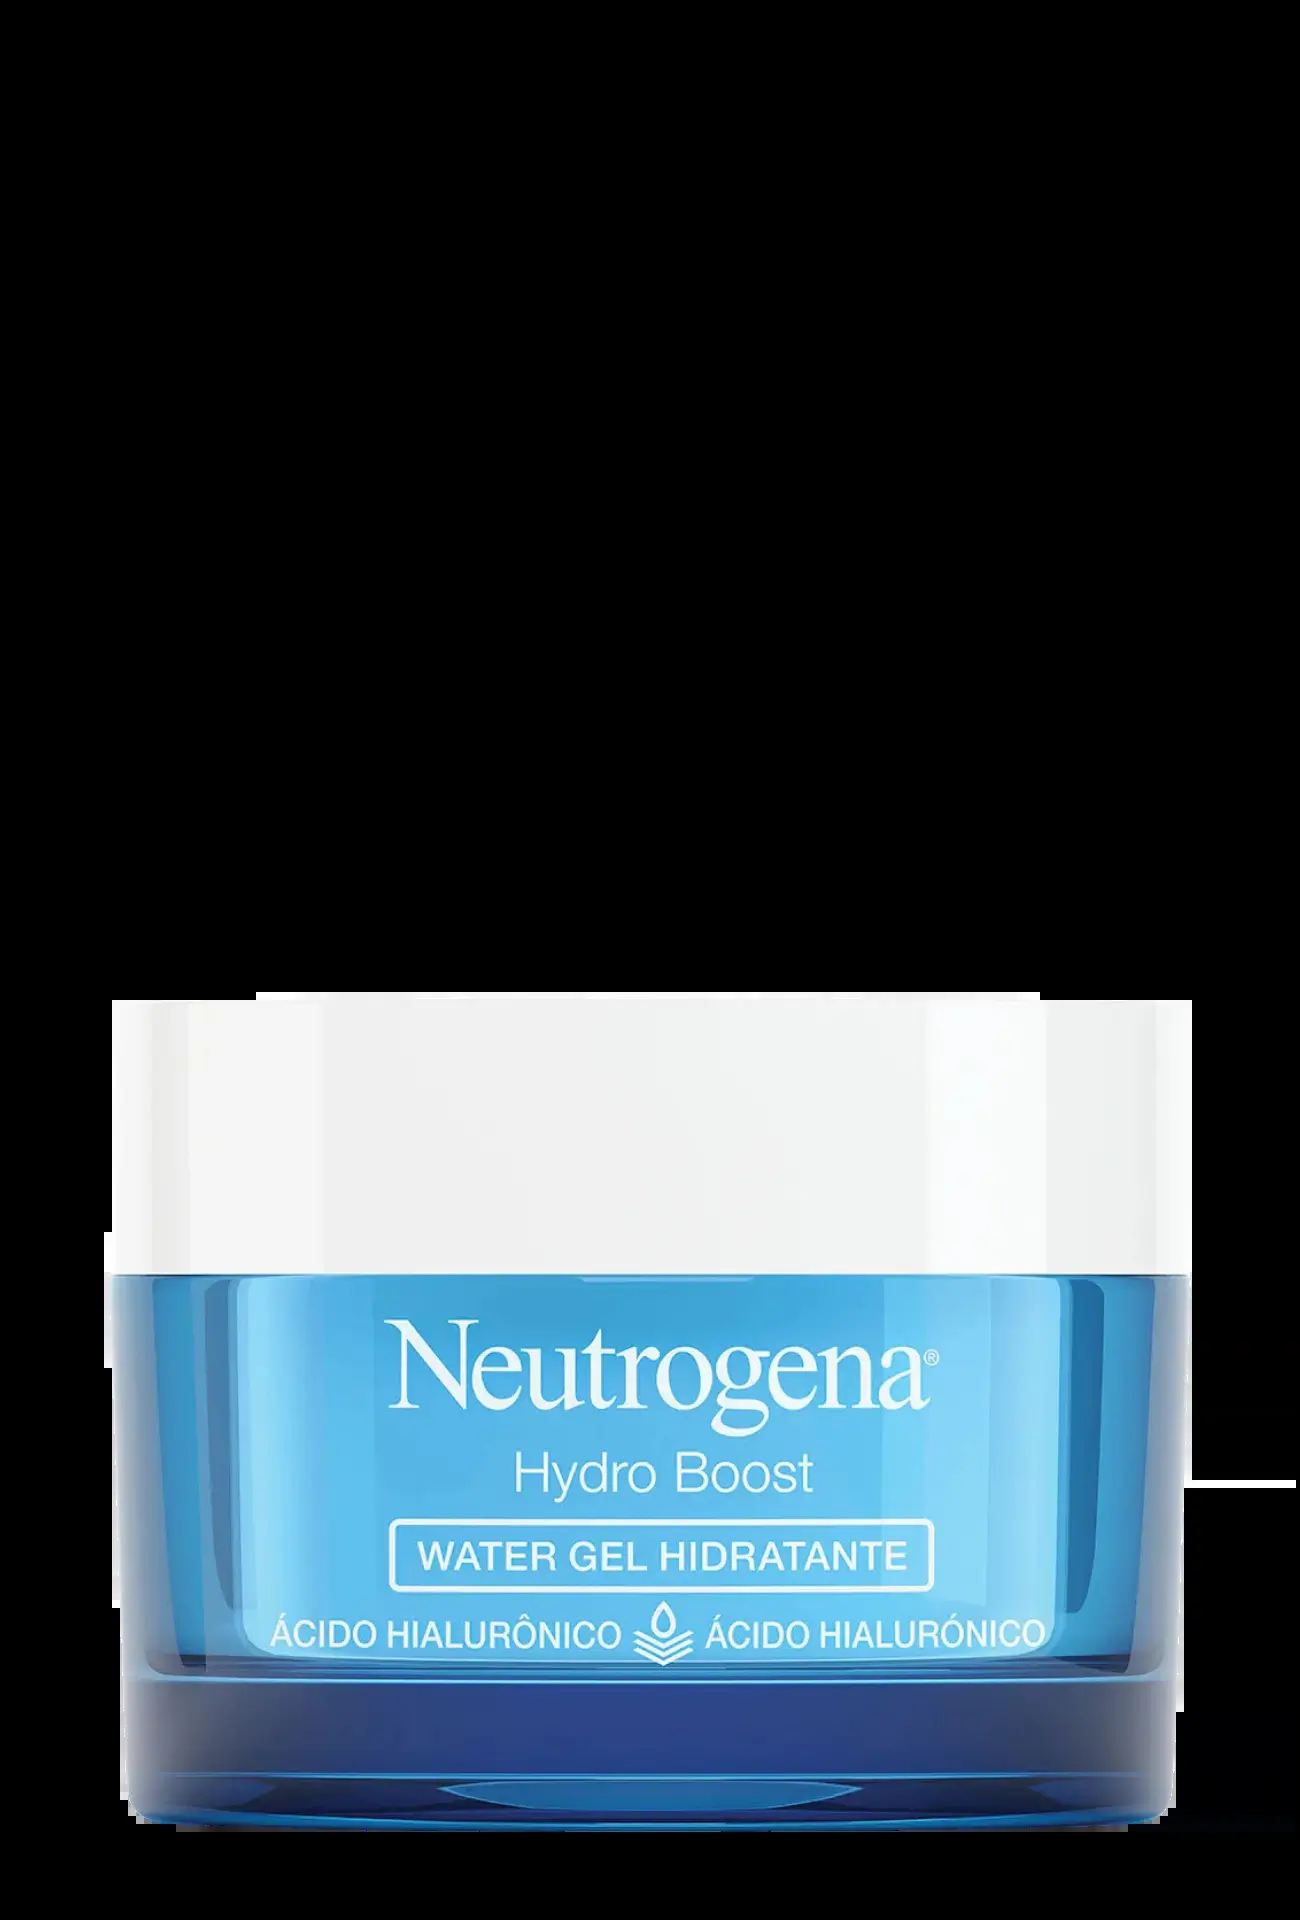 Neutrogena®
Hydro Boost
WATER GEL HIDRATANTE
ÁCIDO HIALURÔNICO ÁCIDO HIALURÓNICO